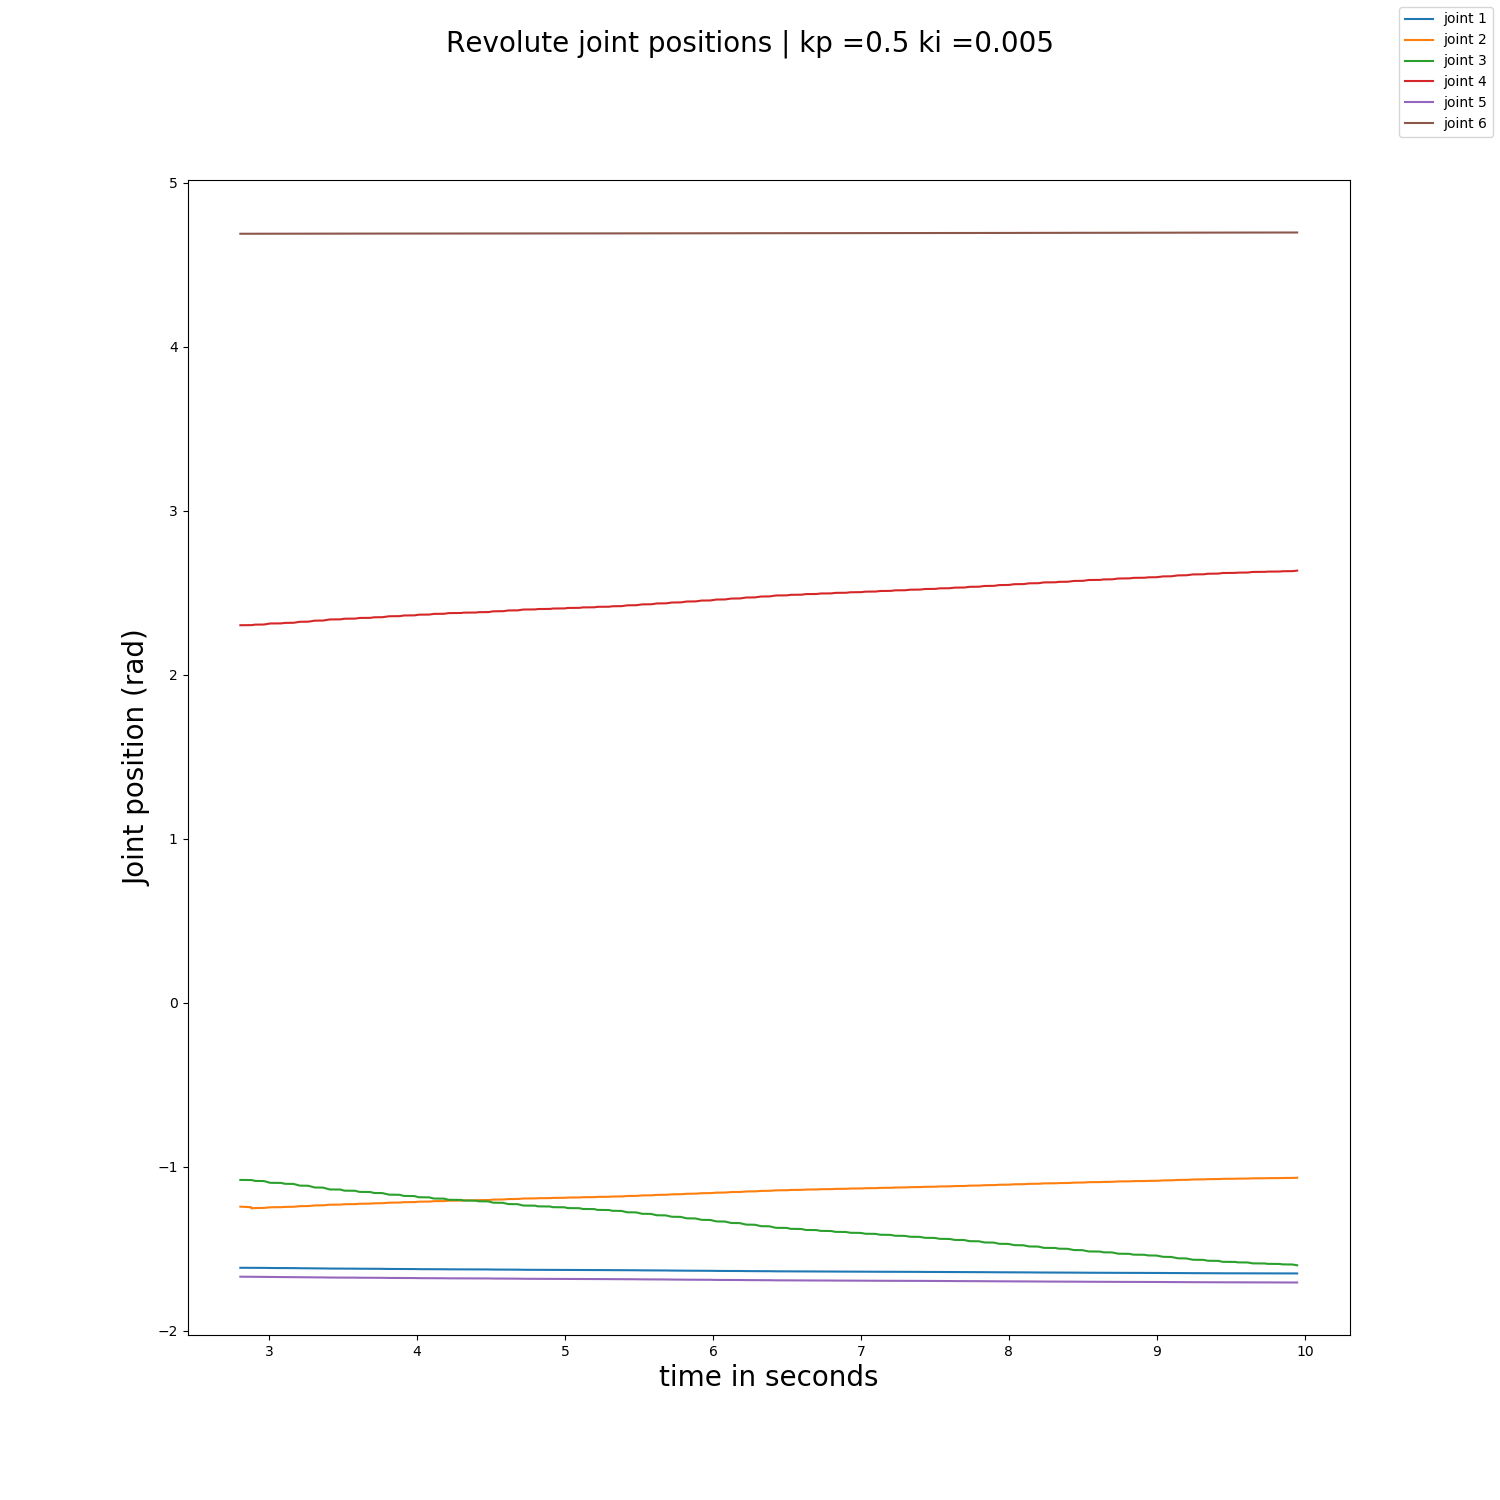 Revolute joint positions | kp =0.5 ki =0.005
joint 1
joint 2
joint 3
joint 4
joint 5
joint 6
5
4
3
2
1
0
−1
−2
Joint position (rad)
3 4 5 6 7 8 9 10
time in seconds